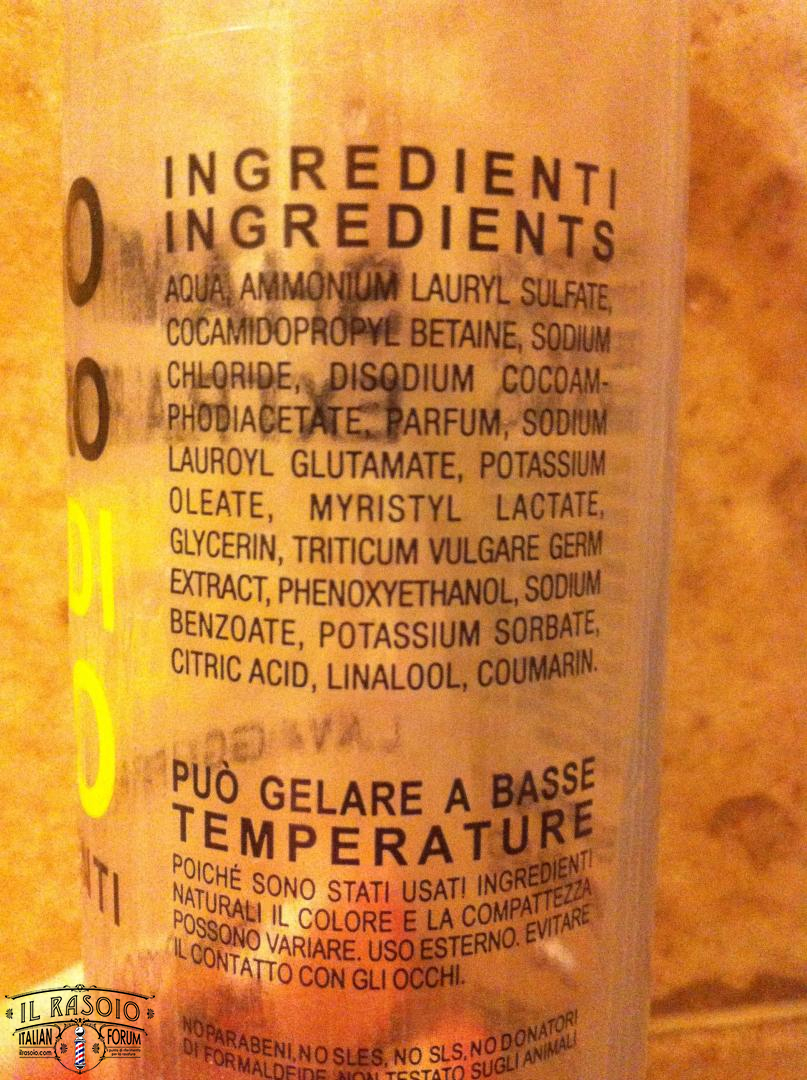 INGREDIENTI
INGREDIENTS
AQUA, AMMONIUM LAURYL SULFATE,
COCAMIDOPROPYL BETAINE, SODIUM
CHLORIDE, DISODIUM COCOAM-
PHODIACETATE, PARFUM, SODIUM
LAUROYL GLUTAMATE, POTASSIUM
OLEATE, MYRISTYL LACTATE,
GLYCERIN, TRITICUM VULGARE GERM
EXTRACT, PHENOXYETHANOL, SODIUM
BENZOATE, POTASSIUM SORBATE,
CITRIC ACID, LINALOOL, COUMARIN.
PUÒ GELARE A BASSE
TEMPERATURE
POICHÉ SONO STATI USATI INGREDIENTI
NATURALI IL COLORE E LA COMPATTEZZA
POSSONO VARIARE. USO ESTERNO. EVITARE
IL CONTATTO CON GLI OCCHI.
NO PARABENI, NO SLES, NO SLS, NO DONATORI
DI FORMALDEIDE. NON TESTATO SUGLI ANIMALI
O
O
DI
O
NTI
IL RASOIO
ITALIAN FORUM
ilrasoio.com